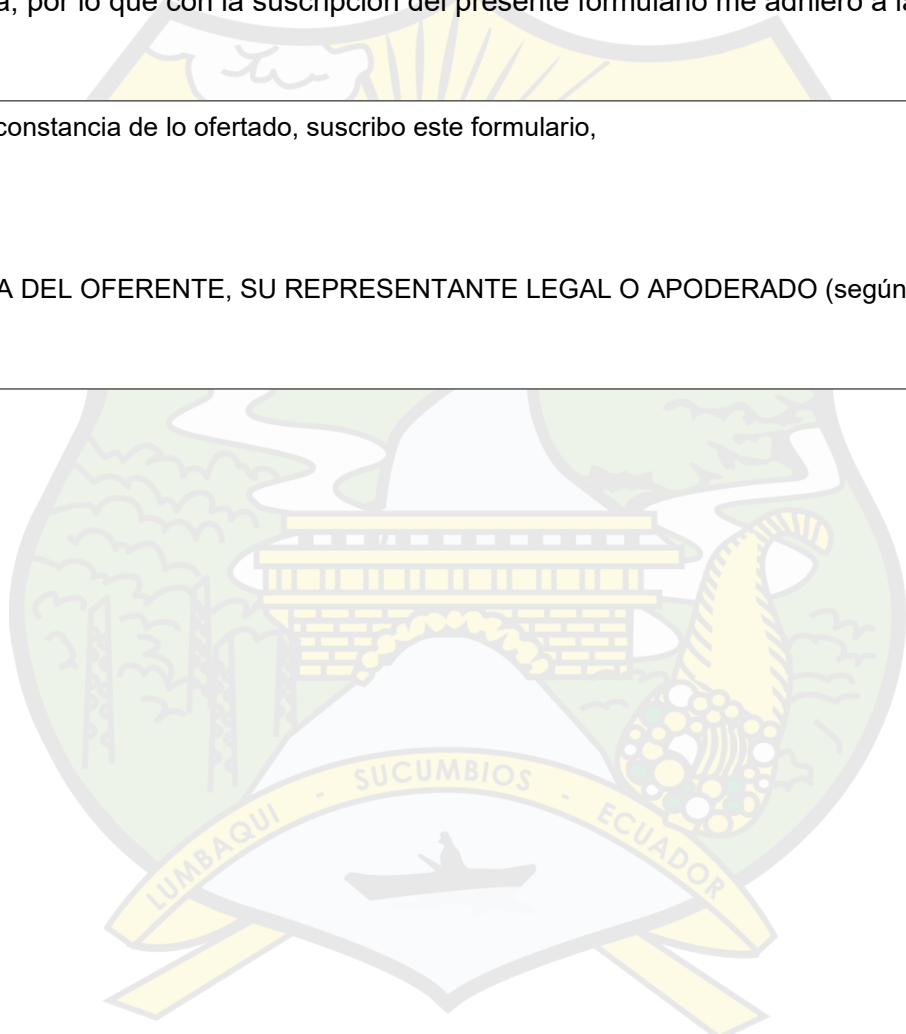 , por lo que con la suscripción del presente formulario me adhiero a
constancia de lo ofertado, suscribo este formulario,
A DEL OFERENTE, SU REPRESENTANTE LEGAL O APODERADO (según
SUCUMBIOS
LUMBAQUI - - ECUADOR